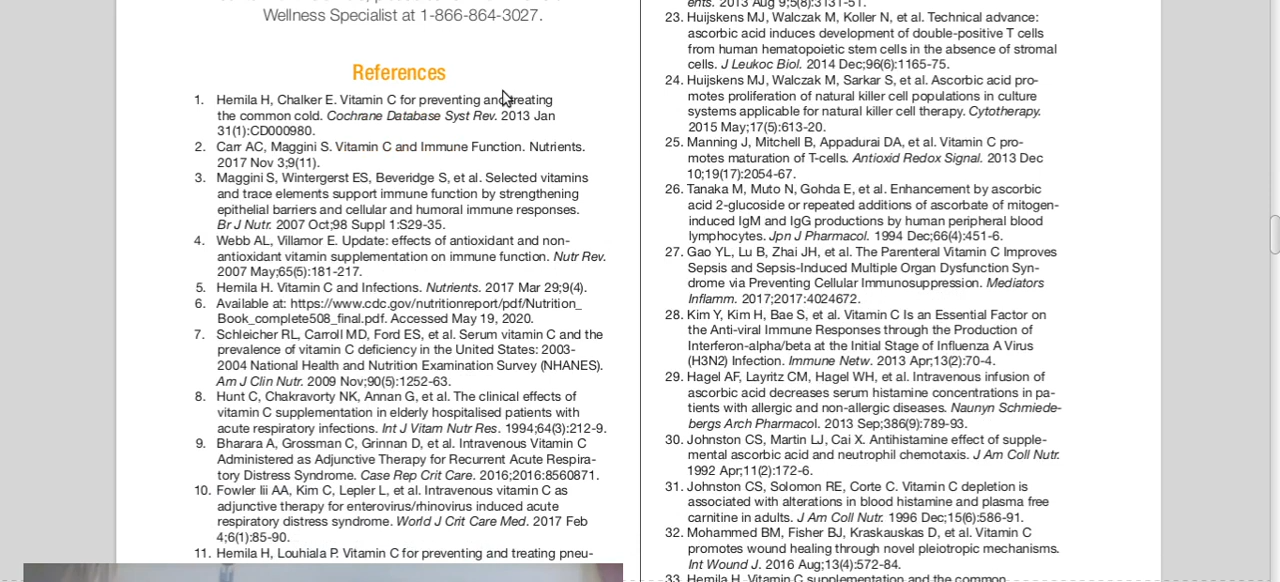 Wellness Specialist at 1-866-864-3027.
References
1. Hemila H, Chalker E. Vitamin C for preventing and treating
the common cold. Cochrane Database Syst Rev. 2013 Jan
31(1):CD000980.
2. Carr AC, Maggini S. Vitamin C and Immune Function. Nutrients.
2017 Nov 3;9(11).
3. Maggini S, Wintergerst ES, Beveridge S, et al. Selected vitamins
and trace elements support immune function by strengthening
epithelial barriers and cellular and humoral immune responses.
Br J Nutr. 2007 Oct;98 Suppl 1:S29-35.
4. Webb AL, Villamor E. Update: effects of antioxidant and non-
antioxidant vitamin supplementation on immune function. Nutr Rev.
2007 May;65(5):181-217.
5. Hemila H. Vitamin C and Infections. Nutrients. 2017 Mar 29;9(4).
6. Available at: https://www.cdc.gov/nutritionreport/pdf/Nutrition_
Book_complete508_final.pdf. Accessed May 19, 2020.
7. Schleicher RL, Carroll MD, Ford ES, et al. Serum vitamin C and the
prevalence of vitamin C deficiency in the United States: 2003-
2004 National Health and Nutrition Examination Survey (NHANES).
Am J Clin Nutr. 2009 Nov;90(5):1252-63.
8. Hunt C, Chakravorty NK, Annan G, et al. The clinical effects of
vitamin C supplementation in elderly hospitalised patients with
acute respiratory infections. Int J Vitam Nutr Res. 1994;64(3):212-9.
9. Bharara A, Grossman C, Grinnan D, et al. Intravenous Vitamin C
Administered as Adjunctive Therapy for Recurrent Acute Respira-
tory Distress Syndrome. Case Rep Crit Care. 2016;2016:8560871.
10. Fowler Iii AA, Kim C, Lepler L, et al. Intravenous vitamin C as
adjunctive therapy for enterovirus/rhinovirus induced acute
respiratory distress syndrome. World J Crit Care Med. 2017 Feb
4;6(1):85-90.
11. Hemila H, Louhiala P. Vitamin C for preventing and treating pneu-
ents. 2013 Aug 9;5(8):3131-51.
23. Huijskens MJ, Walczak M, Koller N, et al. Technical advance:
ascorbic acid induces development of double-positive T cells
from human hematopoietic stem cells in the absence of stromal
cells. J Leukoc Biol. 2014 Dec;96(6):1165-75.
24. Huijskens MJ, Walczak M, Sarkar S, et al. Ascorbic acid pro-
motes proliferation of natural killer cell populations in culture
systems applicable for natural killer cell therapy. Cytotherapy.
2015 May;17(5):613-20.
25. Manning J, Mitchell B, Appadurai DA, et al. Vitamin C pro-
motes maturation of T-cells. Antioxid Redox Signal. 2013 Dec
10;19(17):2054-67.
26. Tanaka M, Muto N, Gohda E, et al. Enhancement by ascorbic
acid 2-glucoside or repeated additions of ascorbate of mitogen-
induced IgM and IgG productions by human peripheral blood
lymphocytes. Jpn J Pharmacol. 1994 Dec;66(4):451-6.
27. Gao YL, Lu B, Zhai JH, et al. The Parenteral Vitamin C Improves
Sepsis and Sepsis-Induced Multiple Organ Dysfunction Syn-
drome via Preventing Cellular Immunosuppression. Mediators
Inflamm. 2017;2017:4024672.
28. Kim Y, Kim H, Bae S, et al. Vitamin C Is an Essential Factor on
the Anti-viral Immune Responses through the Production of
Interferon-alpha/beta at the Initial Stage of Influenza A Virus
(H3N2) Infection. Immune Netw. 2013 Apr;13(2):70-4.
29. Hagel AF, Layritz CM, Hagel WH, et al. Intravenous infusion of
ascorbic acid decreases serum histamine concentrations in pa-
tients with allergic and non-allergic diseases. Naunyn Schmiede-
bergs Arch Pharmacol. 2013 Sep;386(9):789-93.
30. Johnston CS, Martin LJ, Cai X. Antihistamine effect of supple-
mental ascorbic acid and neutrophil chemotaxis. J Am Coll Nutr.
1992 Apr;11(2):172-6.
31. Johnston CS, Solomon RE, Corte C. Vitamin C depletion is
associated with alterations in blood histamine and plasma free
carnitine in adults. J Am Coll Nutr. 1996 Dec;15(6):586-91.
32. Mohammed BM, Fisher BJ, Kraskauskas D, et al. Vitamin C
promotes wound healing through novel pleiotropic mechanisms.
Int Wound J. 2016 Aug;13(4):572-84.
33. Hemila H. Vitamin C supplementation and the common